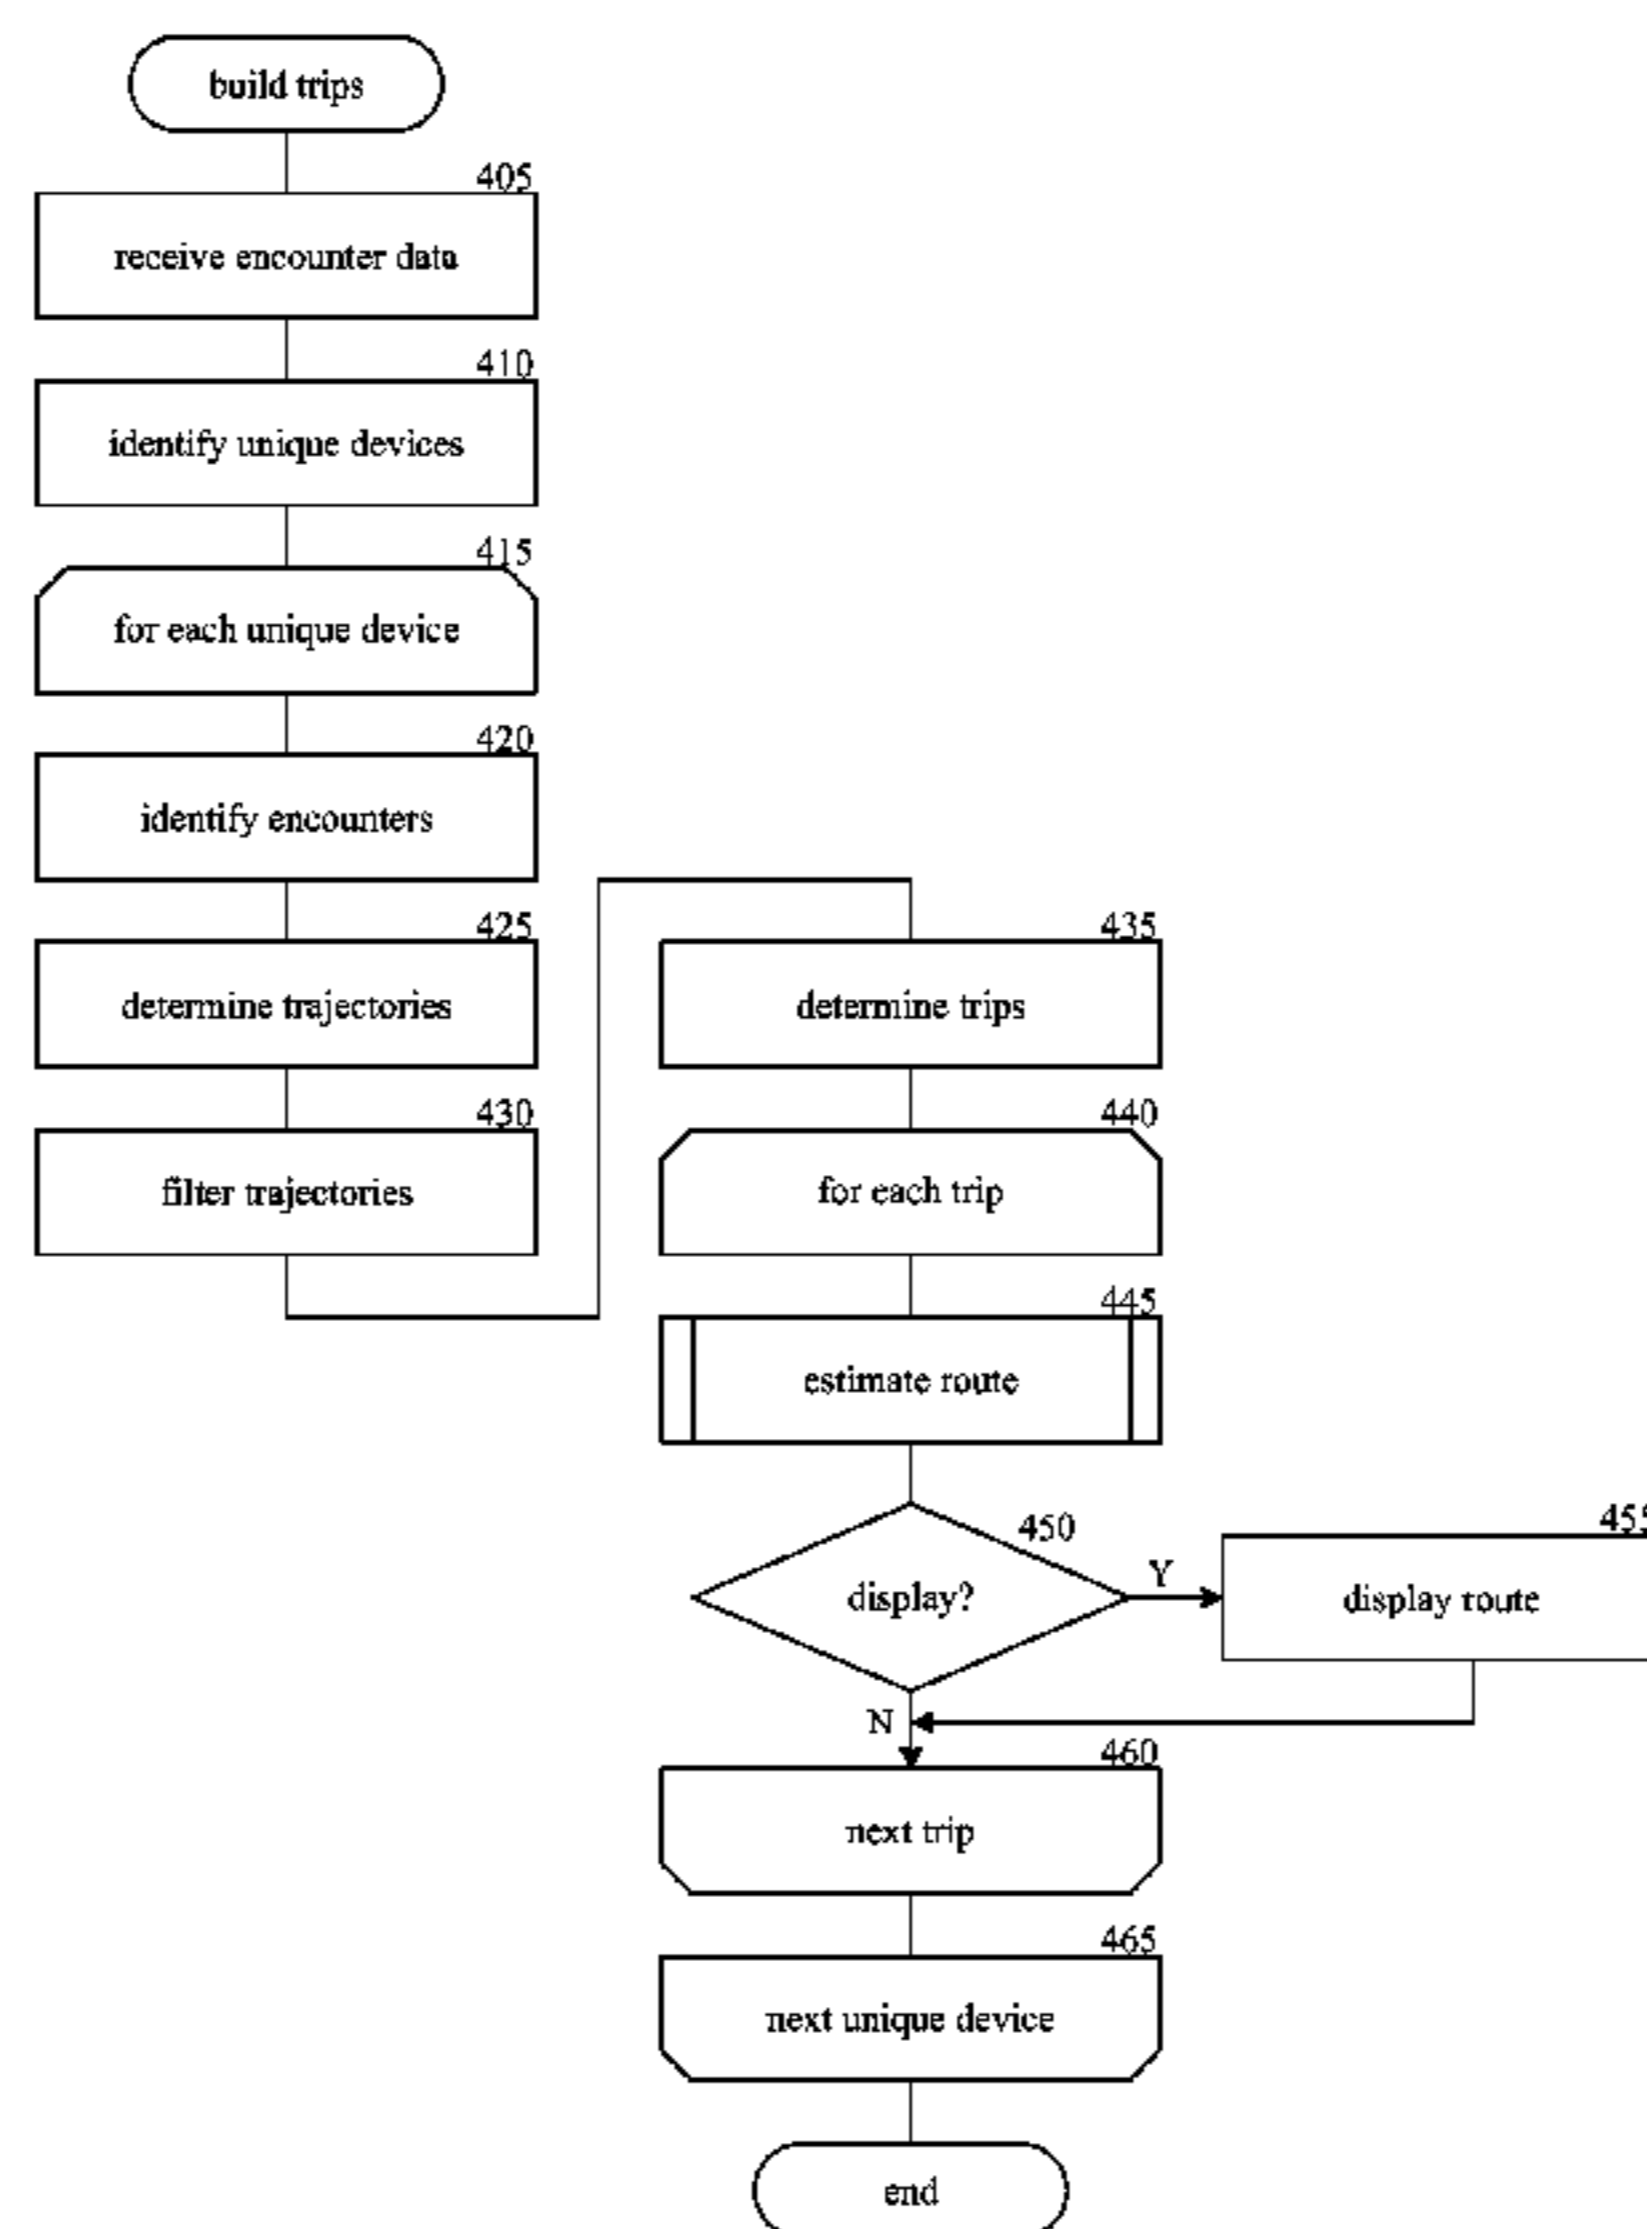 build trips
405
receive encounter data
410
identify unique devices
415
for each unique device
420
identify encounters
425
determine trajectories
430
filter trajectories
435
determine trips
440
for each trip
445
estimate route
450
display?
Y
455
display route
N
460
next trip
465
next unique device
end